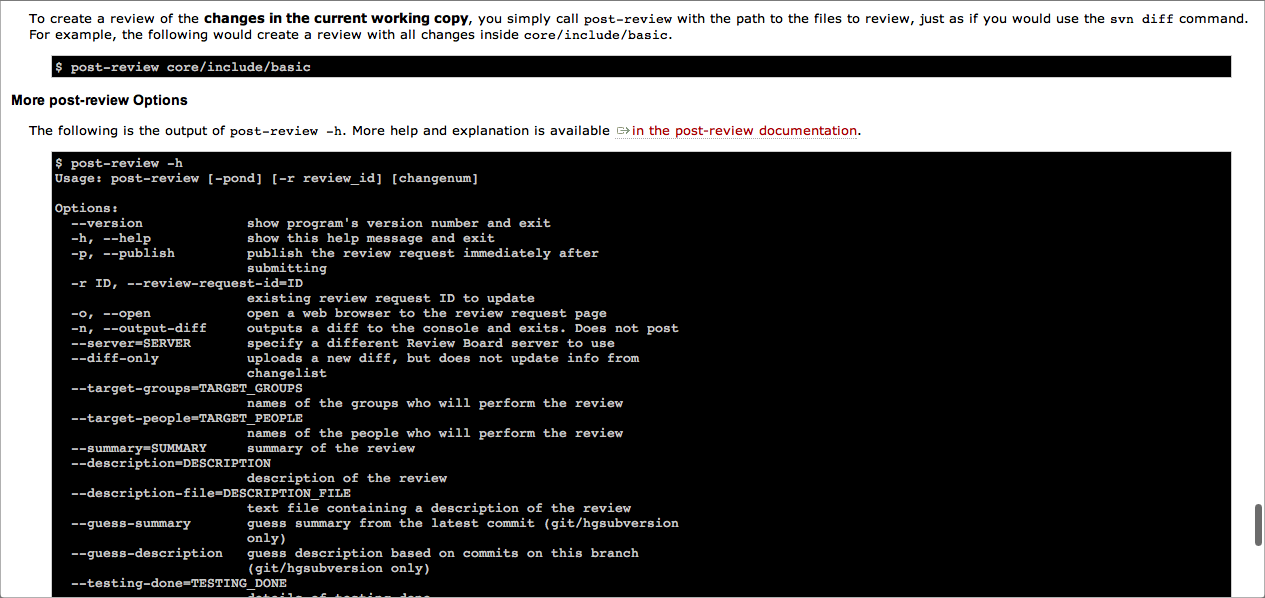 To create a review of the changes in the current working copy, you simply call post-review with the path to the files to review, just as if you would use the svn diff command.
For example, the following would create a review with all changes inside core/include/basic.
$ post-review core/include/basic
More post-review Options
The following is the output of post-review -h. More help and explanation is available in the post-review documentation.
$ post-review -h
Usage: post-review [-pond] [-r review_id] [changenum]
Options:
--version show program's version number and exit
-h, --help show this help message and exit
-p, --publish publish the review request immediately after
submitting
-r ID, --review-request-id=ID
existing review request ID to update
-o, --open open a web browser to the review request page
-n, --output-diff outputs a diff to the console and exits. Does not post
--server=SERVER specify a different Review Board server to use
--diff-only uploads a new diff, but does not update info from
changelist
--target-groups=TARGET_GROUPS
names of the groups who will perform the review
--target-people=TARGET_PEOPLE
names of the people who will perform the review
--summary=SUMMARY summary of the review
--description=DESCRIPTION
description of the review
--description-file=DESCRIPTION_FILE
text file containing a description of the review
--guess-summary guess summary from the latest commit (git/hgsubversion
only)
--guess-description guess description based on commits on this branch
(git/hgsubversion only)
--testing-done=TESTING_DONE
details of testing done